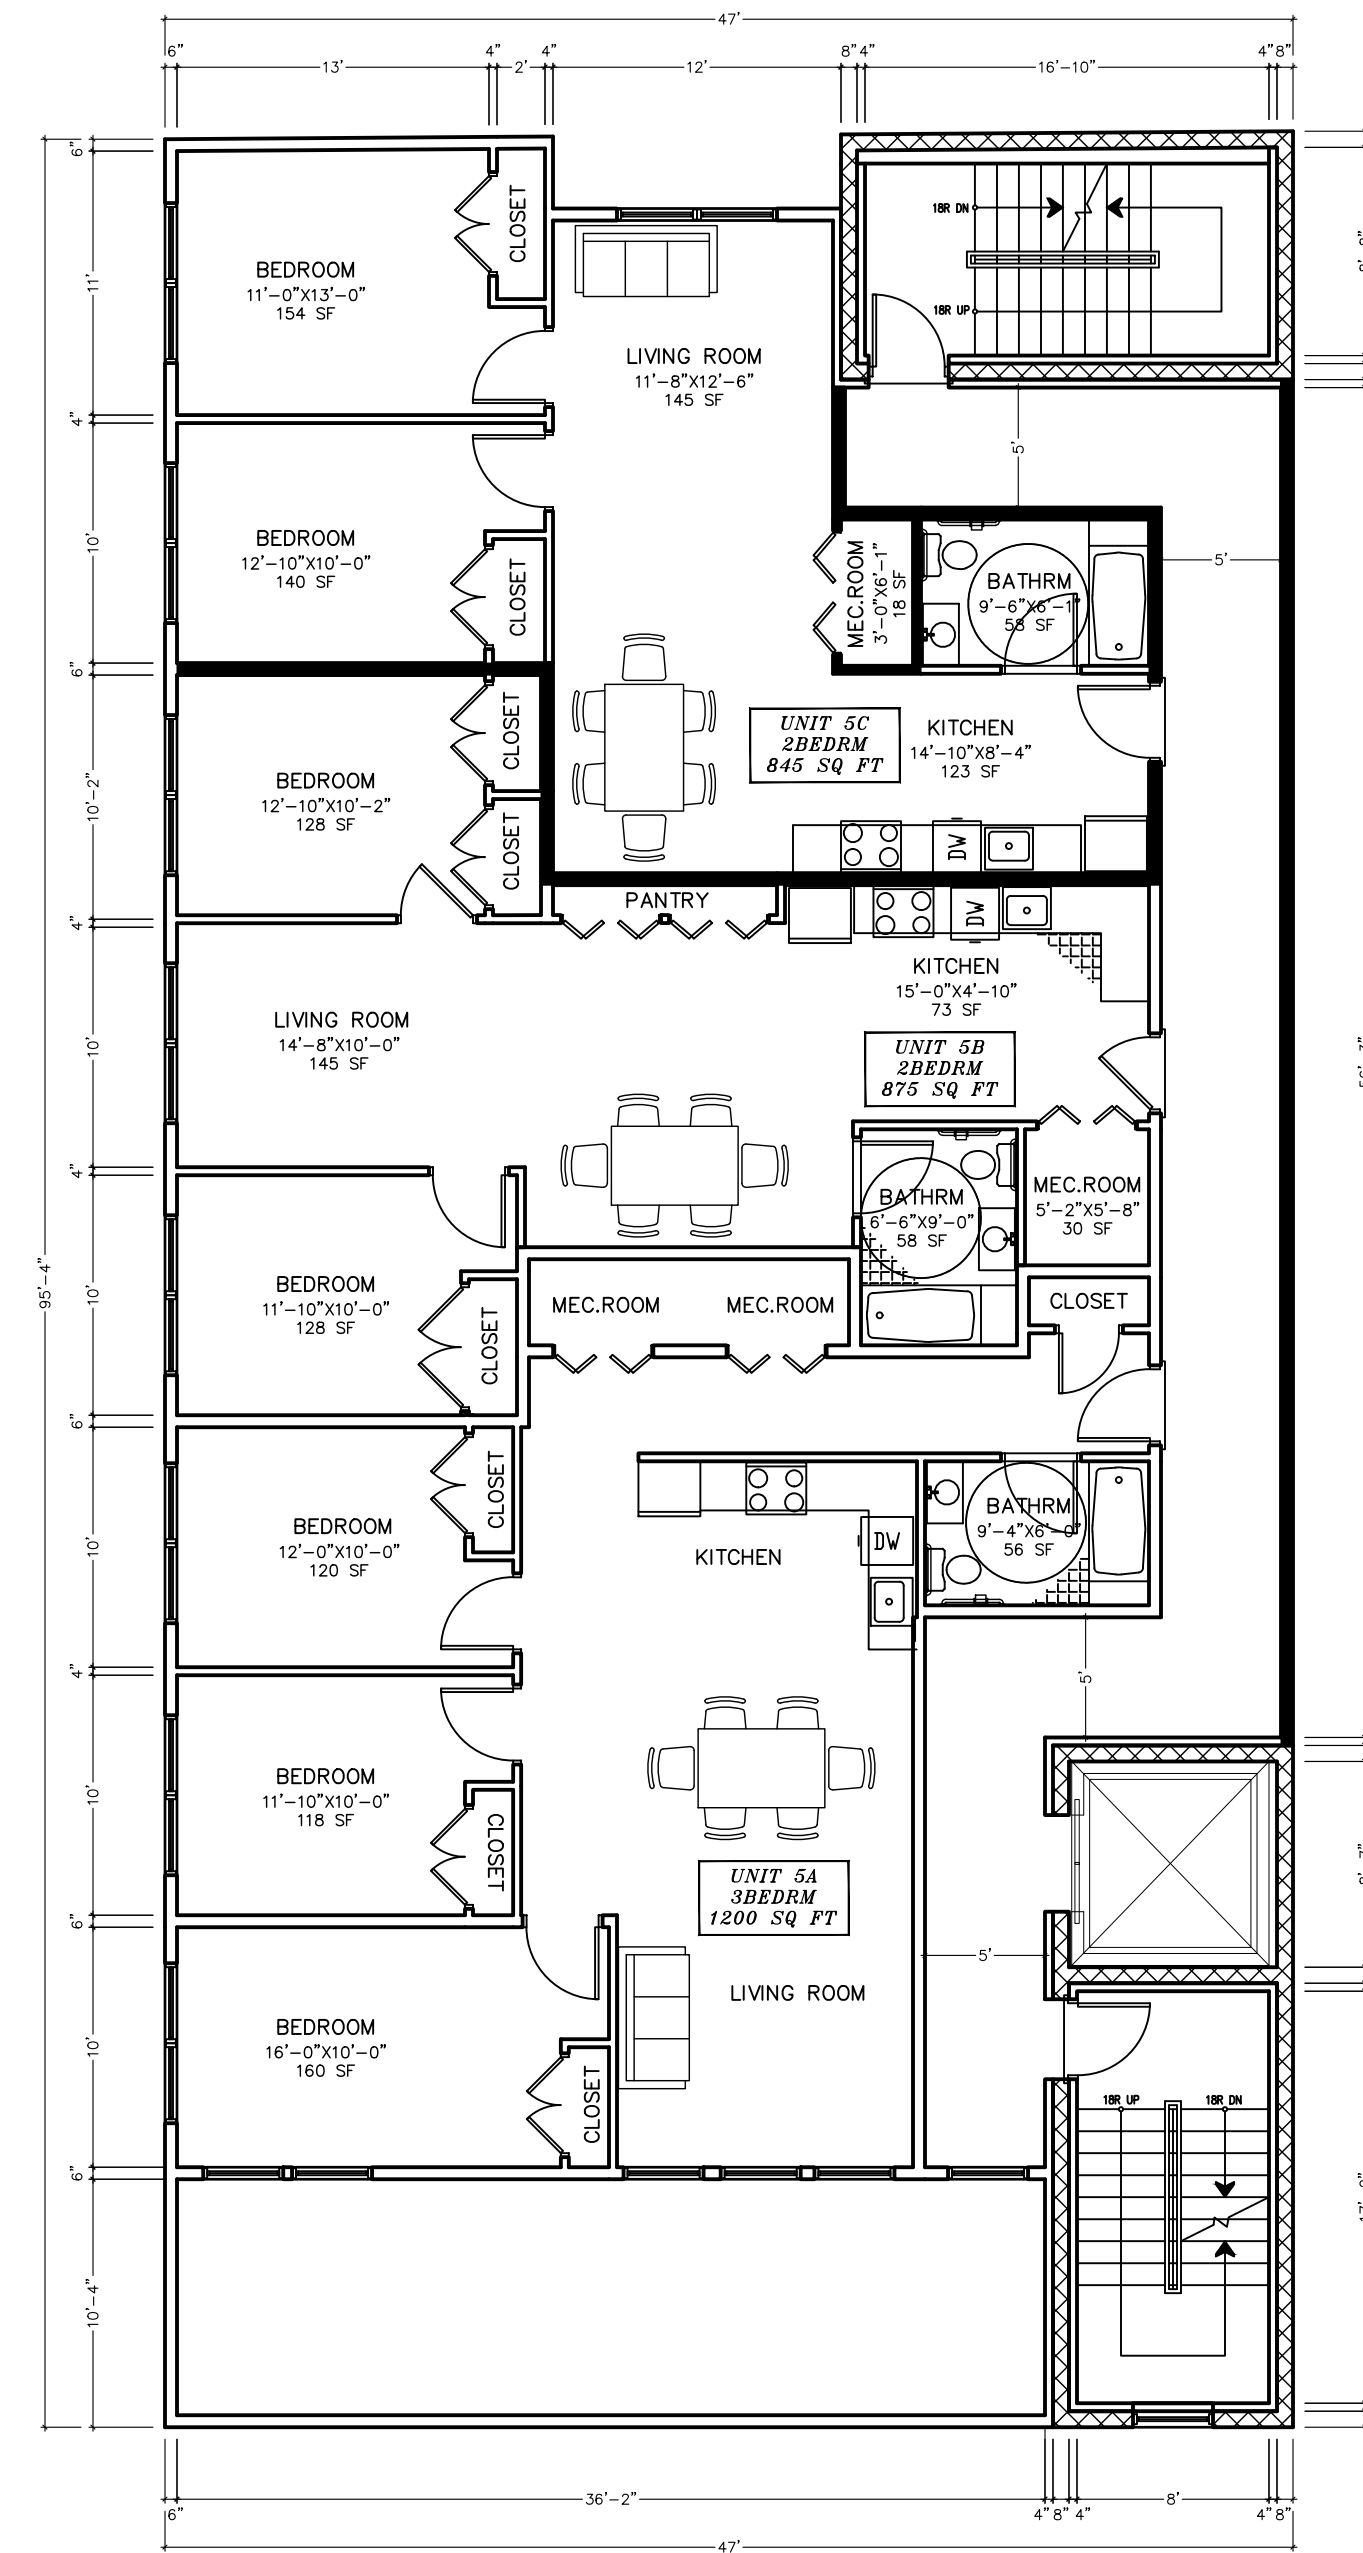 47'
6" 4" 4" 8" 4" 4" 8"
13' 2' 12' 16'-10"
6"
CLOSET
18R DN
BEDROOM
11'-0"X13'-0"
154 SF
11'
18R UP
LIVING ROOM
11'-8"X12'-6"
145 SF
4"
5'
BEDROOM
12'-10"X10'-0"
140 SF
10'
CLOSET
MEC.ROOM
3'-0"X6'-1"
18 SF
BATHRM
9'-6"X6'-1"
58 SF
5'
6"
CLOSET
UNIT 5C
2BEDRM
845 SQ FT
KITCHEN
14'-10"X8'-4"
123 SF
BEDROOM
12'-10"X10'-2"
128 SF
10'-2"
CLOSET
DW
PANTRY
DW
4"
KITCHEN
15'-0"X4'-10"
73 SF
LIVING ROOM
14'-8"X10'-0"
145 SF
10'
UNIT 5B
2BEDRM
875 SQ FT
4"
BATHRM
6'-6"X9'-0"
58 SF
MEC.ROOM
5'-2"X5'-8"
30 SF
95'-4"
BEDROOM
11'-10"X10'-0"
128 SF
10'
CLOSET
MEC.ROOM
MEC.ROOM
CLOSET
6"
CLOSET
BEDROOM
12'-0"X10'-0"
120 SF
10'
KITCHEN
DW
BATHRM
9'-4"X6'-0"
56 SF
4"
5'
BEDROOM
11'-10"X10'-0"
118 SF
10'
CLOSET
UNIT 5A
3BEDRM
1200 SQ FT
6"
5'
LIVING ROOM
BEDROOM
16'-0"X10'-0"
160 SF
10'
CLOSET
18R UP
18R DN
6"
10'-4"
36'-2" 8'
6" 4" 8" 4" 4" 8"
47'